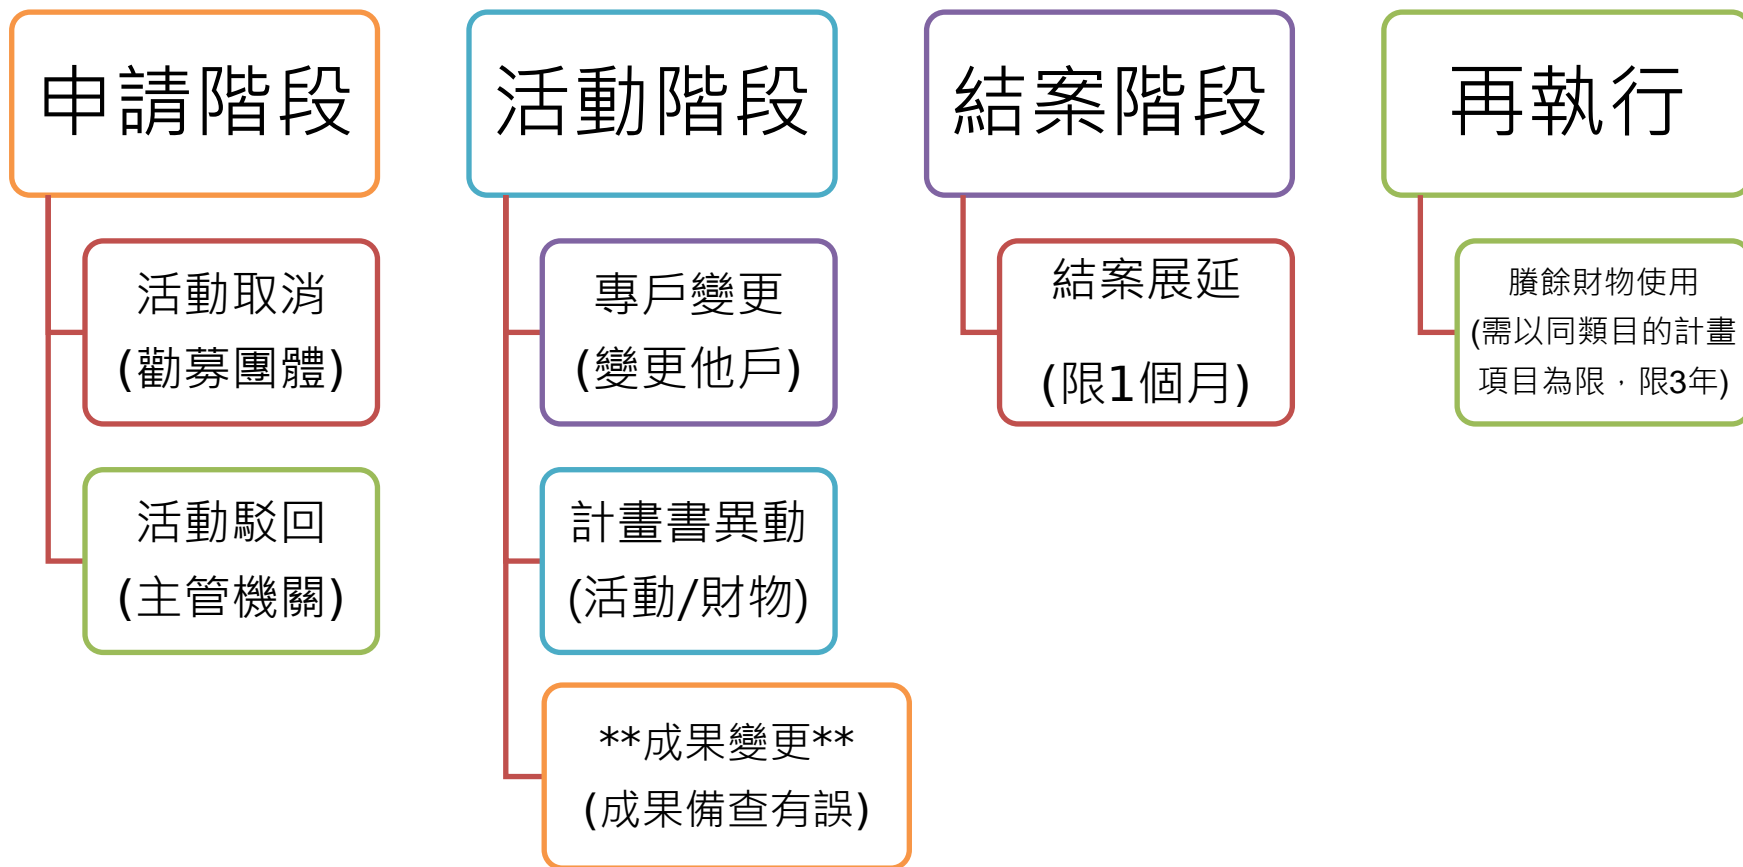 申請階段
活動取消
(勸募團體)
活動駁回
(主管機關)
活動階段
專戶變更
(變更他戶)
計畫書異動
(活動/財物)
**成果變更**
(成果備查有誤)
結案階段
結案展延
(限1個月)
再執行
賸餘財物使用
(需以同類目的計畫
項目為限，限3年)